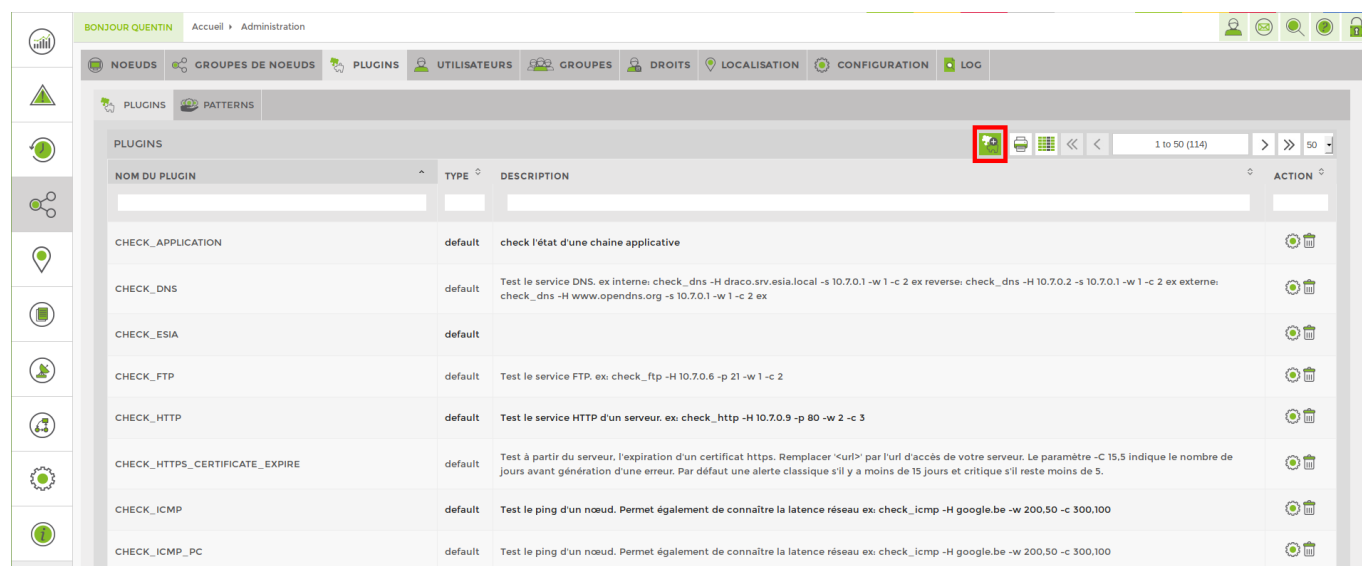 BONJOUR QUENTIN Accueil Administration
NOEUDS GROUPES DE NOEUDS PLUGINS UTILISATEURS GROUPES DROITS LOCALISATION CONFIGURATION LOG
PLUGINS PATTERNS
PLUGINS 1 to 50 (114) 50
NOM DU PLUGIN TYPE DESCRIPTION ACTION
CHECK_APPLICATION default check l'état d'une chaine applicative
CHECK_DNS default Test le service DNS. ex interne: check_dns -H draco.srv.esia.local -s 10.7.0.1 -w 1 -c 2 ex reverse: check_dns -H 10.7.0.2 -s 10.7.0.1 -w 1 -c 2 ex externe:
check_dns -H www.opendns.org -s 10.7.0.1 -w 1 -c 2 ex
CHECK_ESIA default
CHECK_FTP default Test le service FTP. ex: check_ftp -H 10.7.0.6 -p 21 -w 1 -c 2
CHECK_HTTP default Test le service HTTP d'un serveur. ex: check_http -H 10.7.0.9 -p 80 -w 2 -c 3
CHECK_HTTPS_CERTIFICATE_EXPIRE default Test à partir du serveur, l'expiration d'un certificat https. Remplacer '<url>' par l'url d'accès de votre serveur. Le paramètre -C 15,5 indique le nombre de
jours avant génération d'une erreur. Par défaut une alerte classique s'il y a moins de 15 jours et critique s'il reste moins de 5.
CHECK_ICMP default Test le ping d'un nœud. Permet également de connaître la latence réseau ex: check_icmp -H google.be -w 200,50 -c 300,100
CHECK_ICMP_PC default Test le ping d'un nœud. Permet également de connaître la latence réseau ex: check_icmp -H google.be -w 200,50 -c 300,100